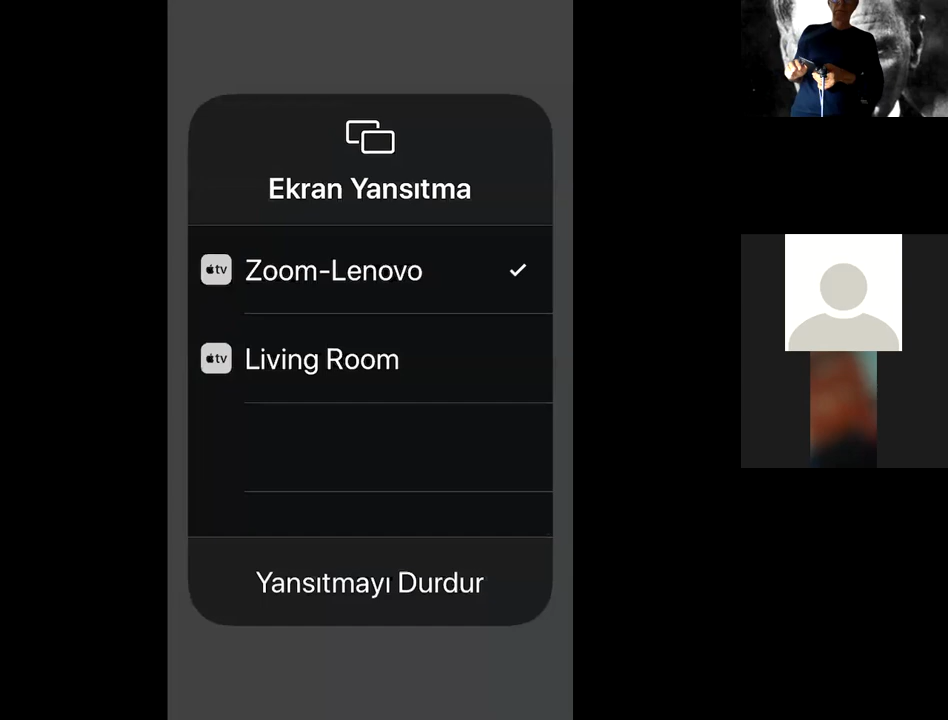 Ekran Yansıtma
tv Zoom-Lenovo
tv Living Room
Yansıtmayı Durdur